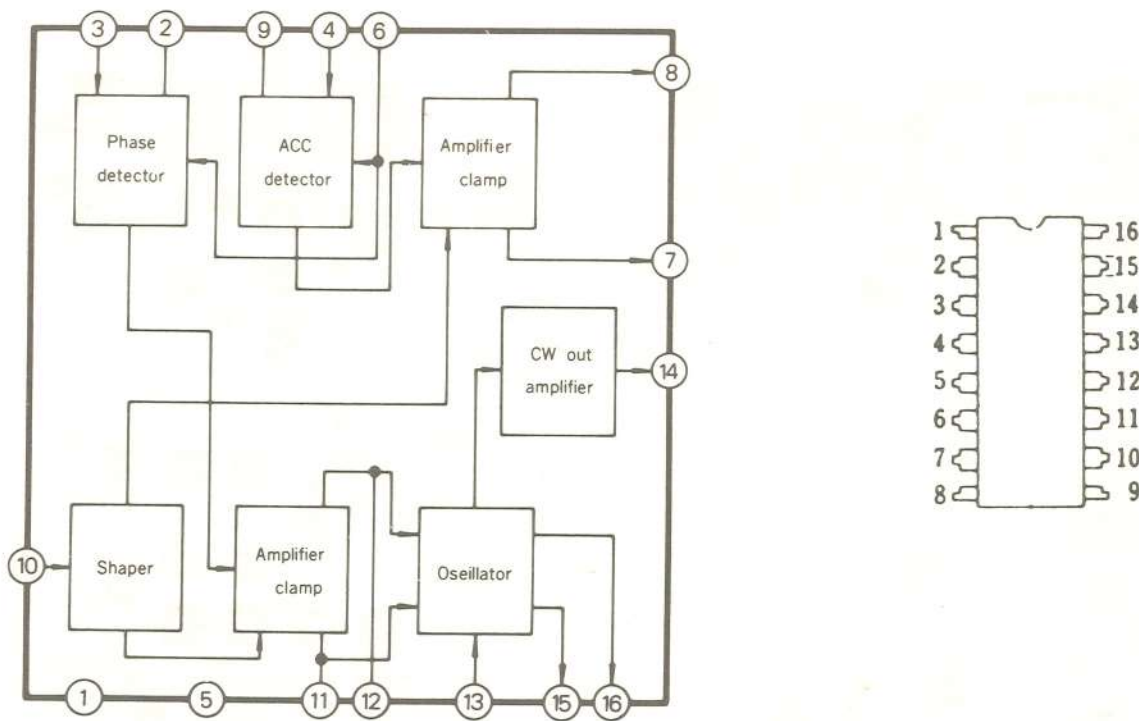 3 2 9 4 6
8
Phase
detector
ACC
detector
Amplifier
clamp
7
CW out
amplifier
14
10
Shaper
Amplifier
clamp
Oseillator
1 5 11 12 13 15 16
1 16
2 15
3 14
4 13
5 12
6 11
7 10
8 9